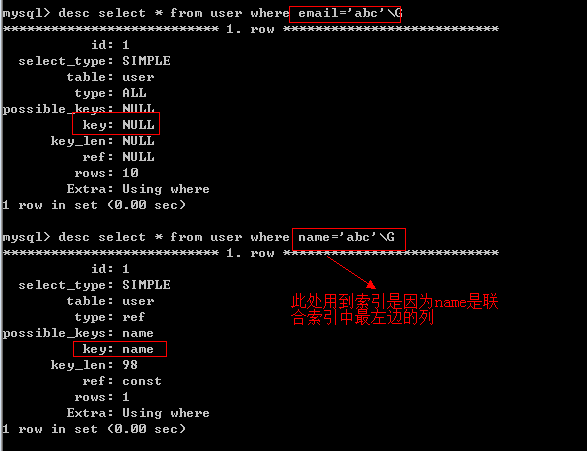 mysql> desc select * from user where email='abc'\G
*************************** 1. row ***************************
id: 1
select_type: SIMPLE
table: user
type: ALL
possible_keys: NULL
key: NULL
key_len: NULL
ref: NULL
rows: 10
Extra: Using where
1 row in set (0.00 sec)
mysql> desc select * from user where name='abc'\G
*************************** 1. row ***************************
id: 1
select_type: SIMPLE
table: user
type: ref
possible_keys: name
key: name
key_len: 98
ref: const
rows: 1
Extra: Using where
1 row in set (0.00 sec)
此处用到索引是因为name是联
合索引中最左边的列